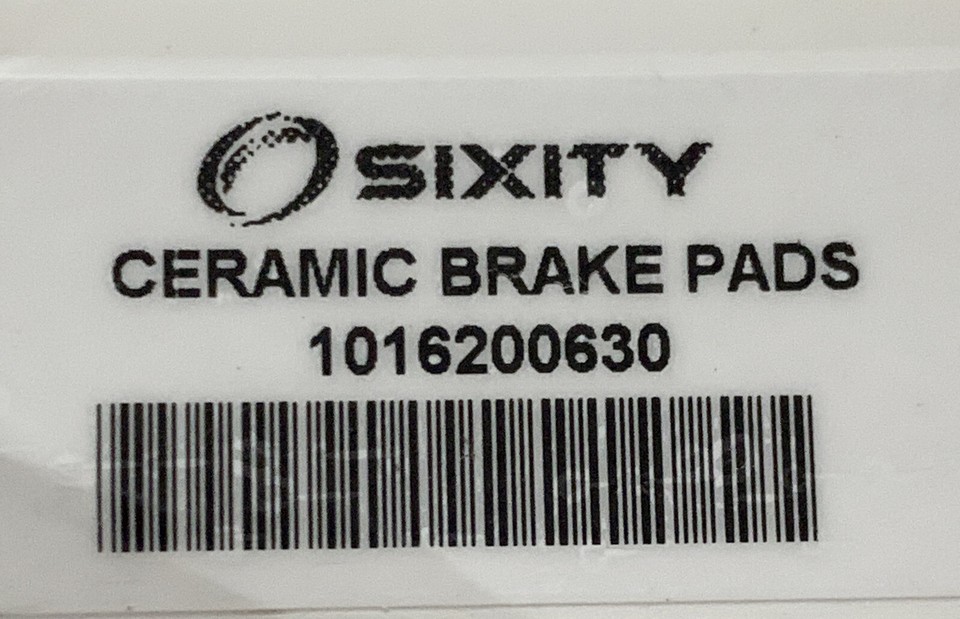 SIXITY
CERAMIC BRAKE PADS
1016200630